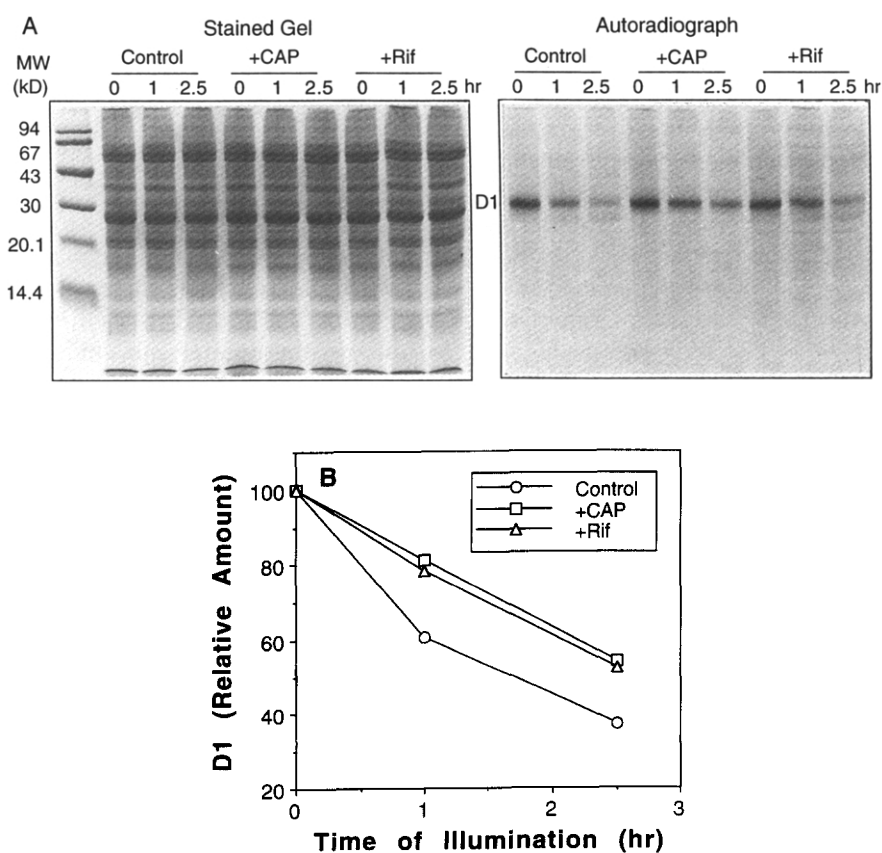 A
Stained Gel
Autoradiograph
MW
(kD)
Control +CAP +Rif
0 1 2.5 0 1 2.5 0 1 2.5 hr
Control +CAP +Rif
0 1 2.5 0 1 2.5 0 1 2.5 hr
94
67
43
30
20.1
14.4
D1
B
Control
+CAP
+Rif
D1 (Relative Amount)
100
80
60
40
20
0 1 2 3
Time of Illumination (hr)